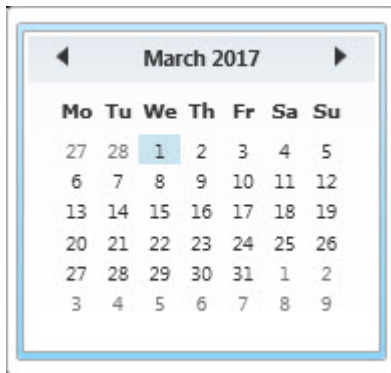 March 2017
Mo Tu We Th Fr Sa Su
27 28 1 2 3 4 5
6 7 8 9 10 11 12
13 14 15 16 17 18 19
20 21 22 23 24 25 26
27 28 29 30 31 1 2
3 4 5 6 7 8 9